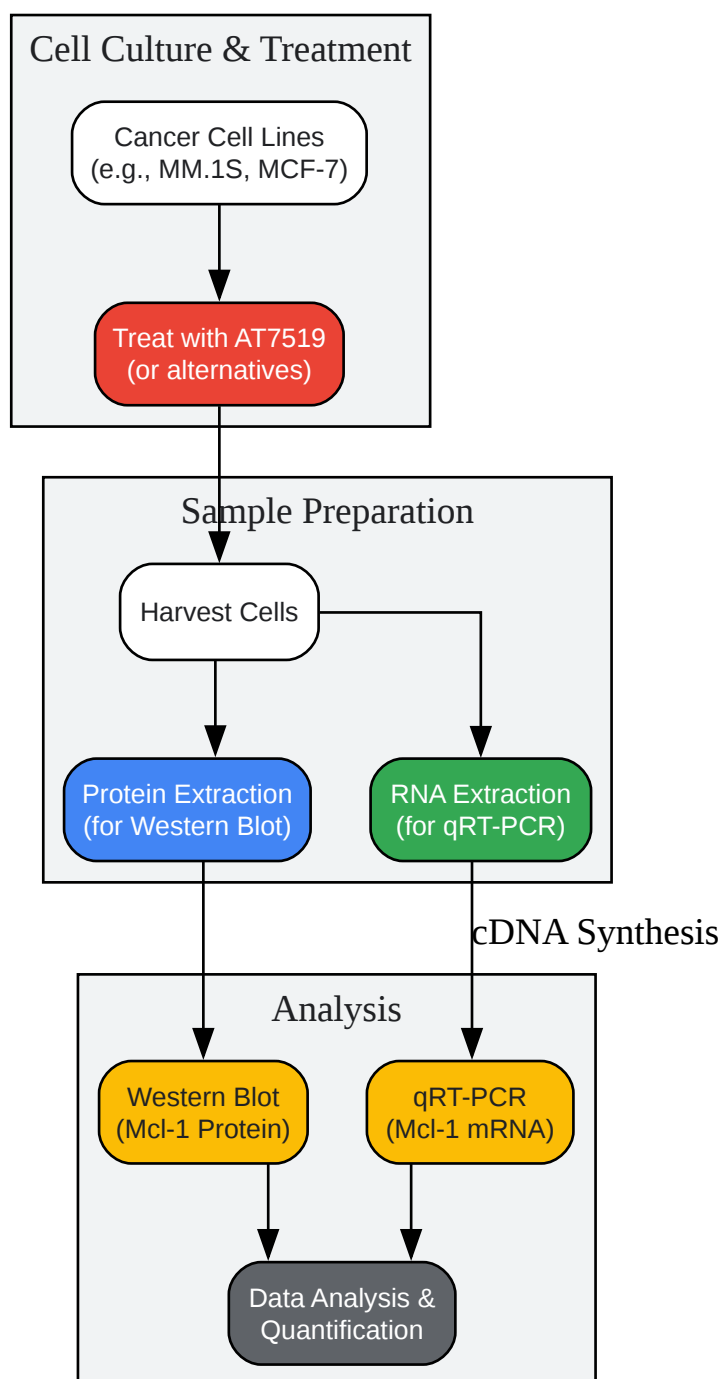 Cell Culture & Treatment
Cancer Cell Lines
(e.g., MM.1S, MCF-7)
Treat with AT7519
(or alternatives)
Sample Preparation
Harvest Cells
Protein Extraction
(for Western Blot)
RNA Extraction
(for qRT-PCR)
cDNA Synthesis
Analysis
Western Blot
(Mcl-1 Protein)
qRT-PCR
(Mcl-1 mRNA)
Data Analysis &
Quantification